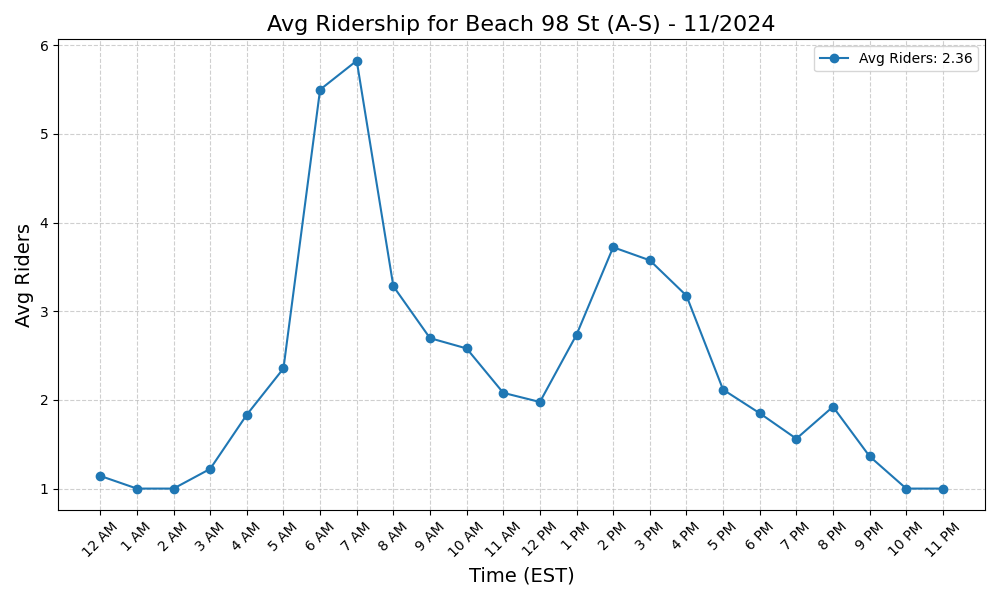 Avg Ridership for Beach 98 St (A-S) - 11/2024
Avg Riders: 2.36
Avg Riders
6
5
4
3
2
1
12 AM
1 AM
2 AM
3 AM
4 AM
5 AM
6 AM
7 AM
8 AM
9 AM
10 AM
11 AM
12 PM
1 PM
2 PM
3 PM
4 PM
5 PM
6 PM
7 PM
8 PM
9 PM
10 PM
11 PM
Time (EST)